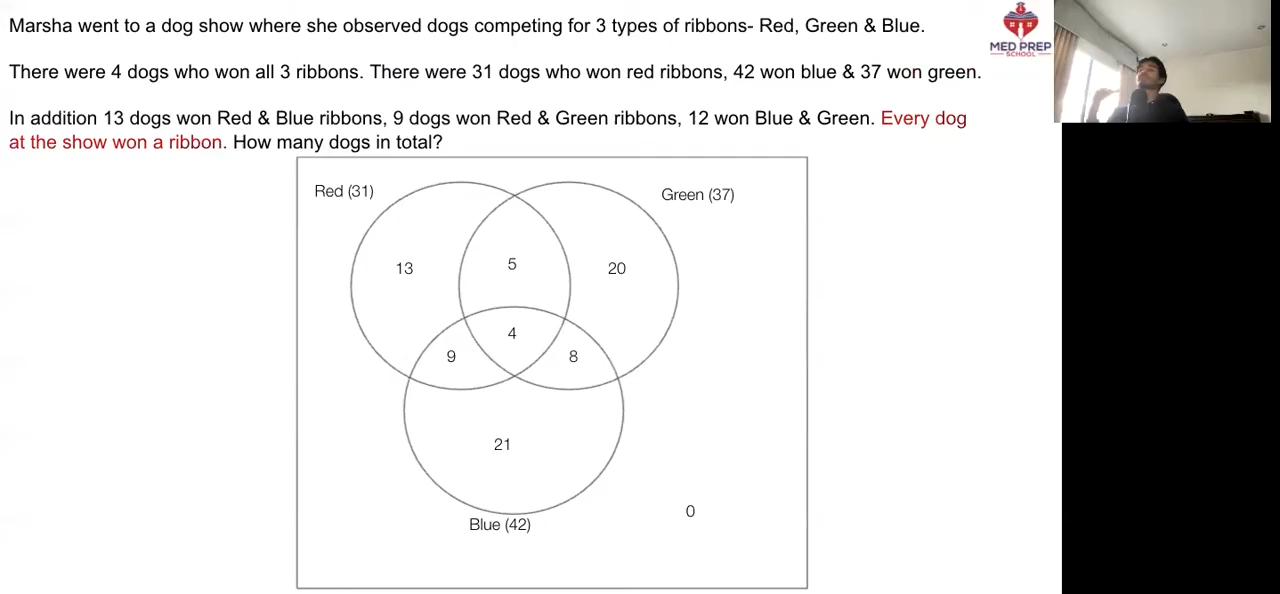 Marsha went to a dog show where she observed dogs competing for 3 types of ribbons- Red, Green & Blue.
MED PREP
SCHOOL
There were 4 dogs who won all 3 ribbons. There were 31 dogs who won red ribbons, 42 won blue & 37 won green.
In addition 13 dogs won Red & Blue ribbons, 9 dogs won Red & Green ribbons, 12 won Blue & Green. Every dog
at the show won a ribbon. How many dogs in total?
Red (31)
Green (37)
13
5
20
4
9
8
21
0
Blue (42)